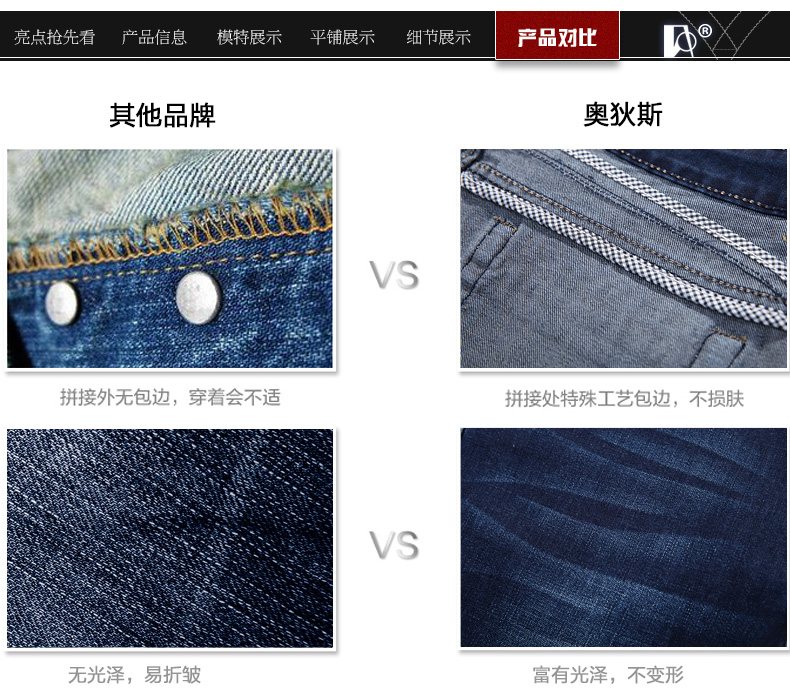 亮点抢先看 产品信息 模特展示 平铺展示 细节展示 产品对比 ®
其他品牌 奥狄斯
VS
拼接外无包边，穿着会不适 拼接处特殊工艺包边，不损肤
VS
无光泽，易折皱 富有光泽，不变形